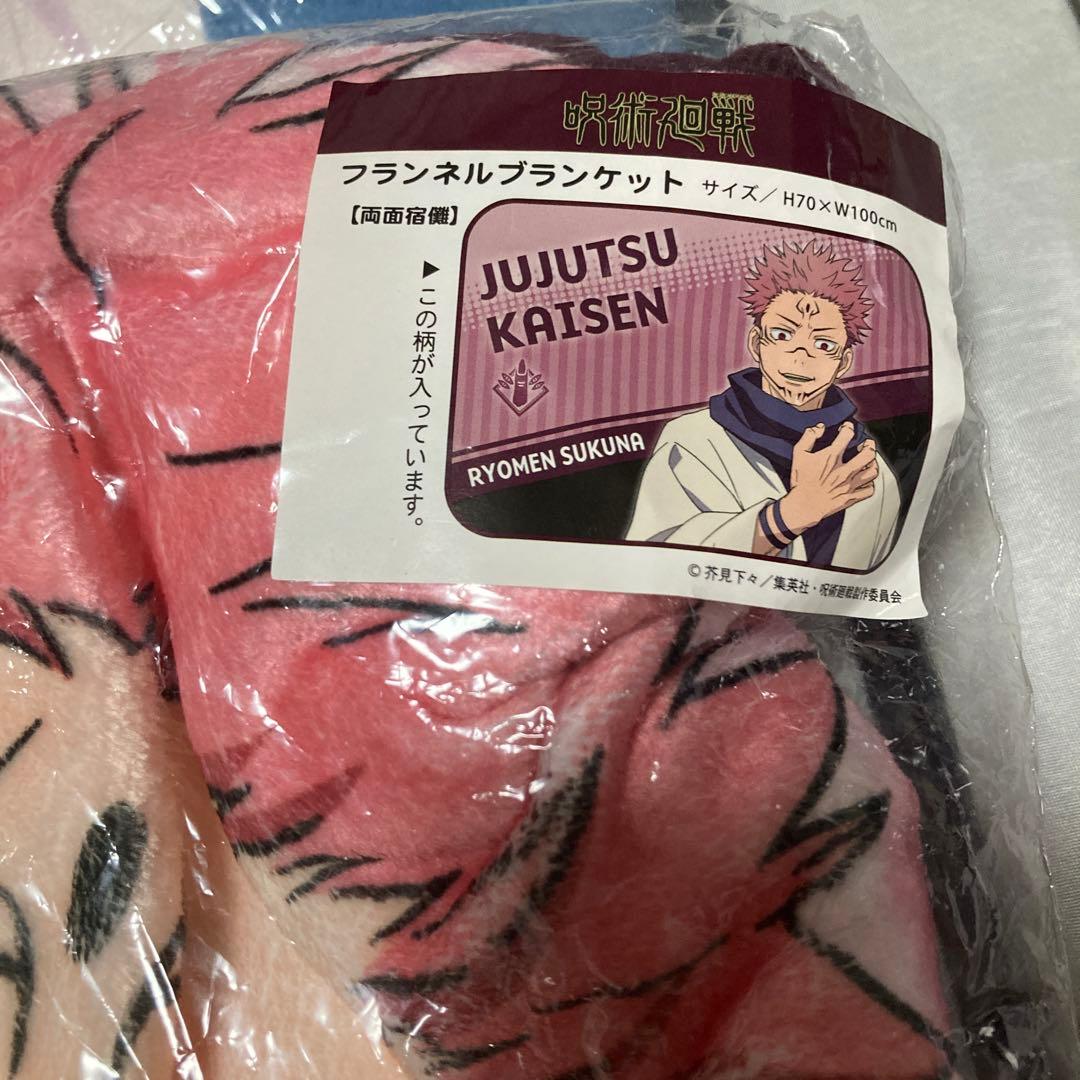 呪術廻戦
フランネルブランケット サイズ／H70×W100cm
【両面宿儺】
▶この柄が入っています。
JUJUTSU
KAISEN
RYOMEN SUKUNA
©芥見下々／集英社・呪術廻戦製作委員会